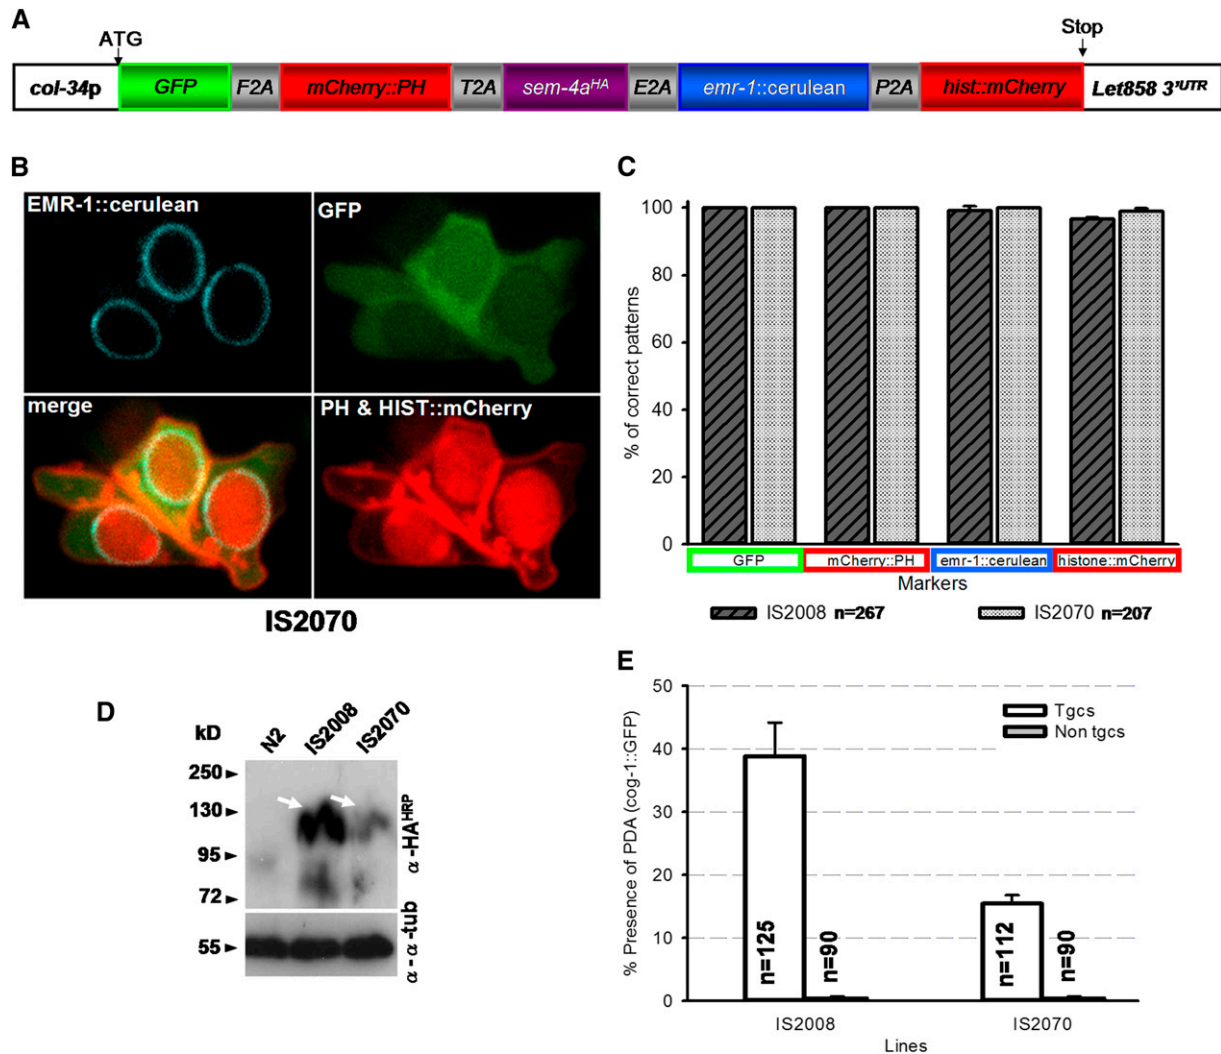 A
ATG
Stop
col-34p GFP F2A mCherry::PH T2A sem-4aHA E2A emr-1::cerulean P2A hist::mCherry Let858 3'UTR
B
EMR-1::cerulean
GFP
merge
PH & HIST::mCherry
IS2070
C
% of correct patterns
100
80
60
40
20
0
GFP mCherry::PH emr-1::cerulean histone::mCherry
Markers
IS2008 n=267
IS2070 n=207
D
kD
N2
IS2008
IS2070
250
130
95
72
55
α-HAHRP
α-α-tub
E
% Presence of PDA (cog-1::GFP)
50
40
30
20
10
0
Tgcs
Non tgcs
n=125
n=90
n=112
n=90
IS2008
IS2070
Lines